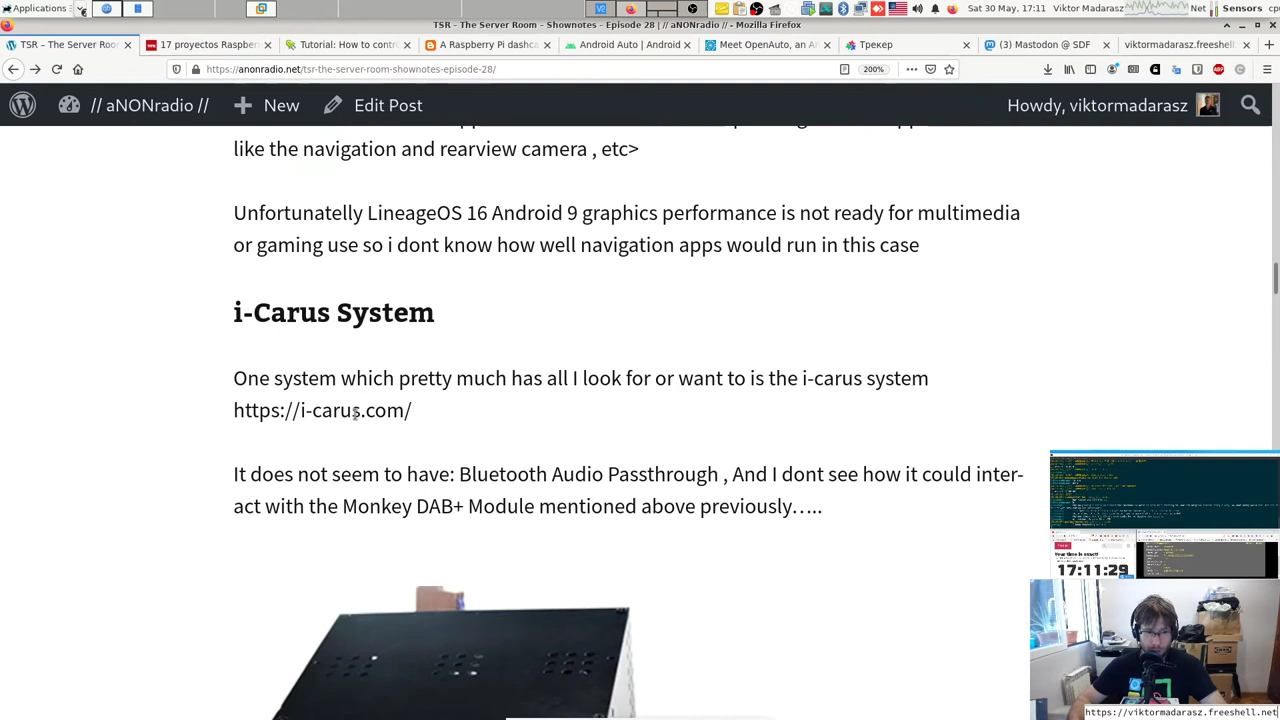 Applications
Sat 30 May, 17:11 Viktor Madarasz
Net
Sensors
TSR – The Server Room – Shownotes – Episode 28 | // aNONradio // – Mozilla Firefox
TSR – The Server Room
17 proyectos Raspber
Tutorial: How to contr
A Raspberry Pi dashca
Android Auto | Android
Meet OpenAuto, an A
Трекер
(3) Mastodon @ SDF
viktormadarasz.freeshell.
https://anonradio.net/tsr-the-server-room-shownotes-episode-28/
200%
// aNONradio //
New
Edit Post
Howdy, viktormadarasz
like the navigation and rearview camera , etc>
Unfortunatelly LineageOS 16 Android 9 graphics performance is not ready for multimedia
or gaming use so i dont know how well navigation apps would run in this case
i-Carus System
One system which pretty much has all I look for or want to is the i-carus system
https://i-carus.com/
It does not seem to have: Bluetooth Audio Passthrough , And I dont see how it could inter-
act with the Monkey DAB+ Module mentioned above previously…..
Your time is exact!
17:11:29
https://viktormadarasz.freeshell.net